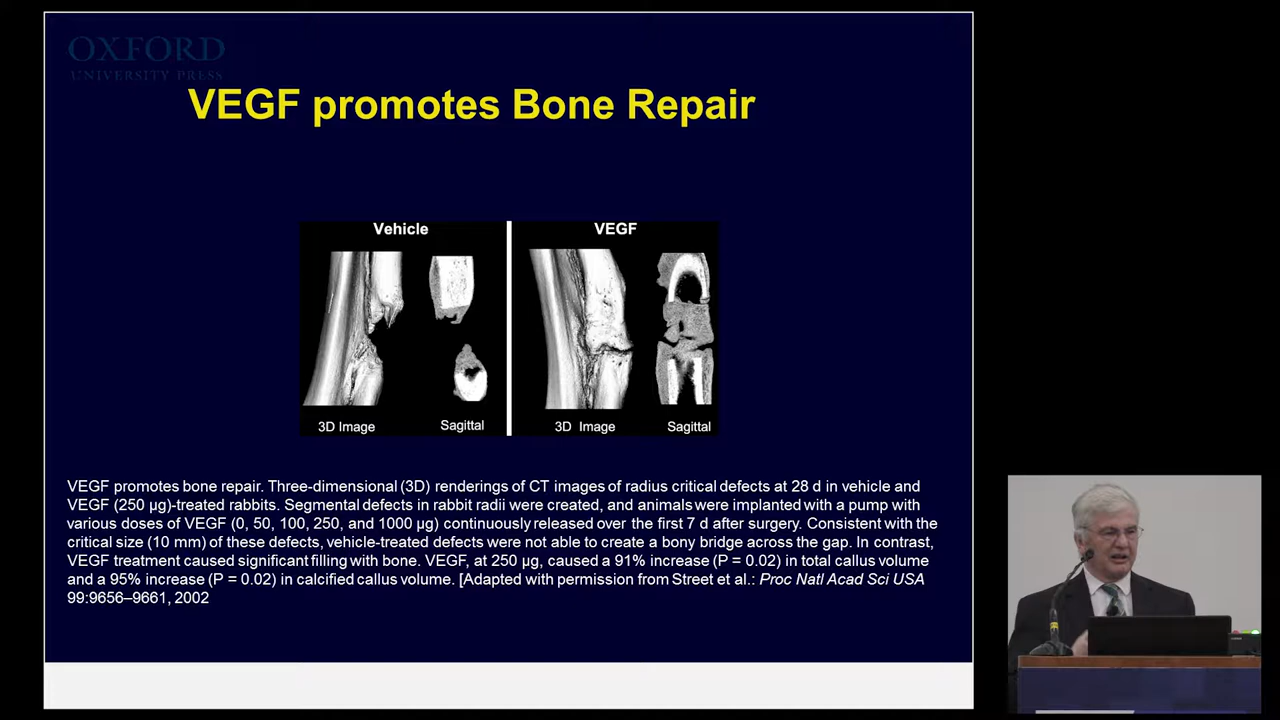 OXFORD
UNIVERSITY PRESS
VEGF promotes Bone Repair
Vehicle
VEGF
3D Image
Sagittal
3D Image
Sagittal
VEGF promotes bone repair. Three-dimensional (3D) renderings of CT images of radius critical defects at 28 d in vehicle and
VEGF (250 µg)-treated rabbits. Segmental defects in rabbit radii were created, and animals were implanted with a pump with
various doses of VEGF (0, 50, 100, 250, and 1000 µg) continuously released over the first 7 d after surgery. Consistent with the
critical size (10 mm) of these defects, vehicle-treated defects were not able to create a bony bridge across the gap. In contrast,
VEGF treatment caused significant filling with bone. VEGF, at 250 µg, caused a 91% increase (P = 0.02) in total callus volume
and a 95% increase (P = 0.02) in calcified callus volume. [Adapted with permission from Street et al.: Proc Natl Acad Sci USA
99:9656–9661, 2002